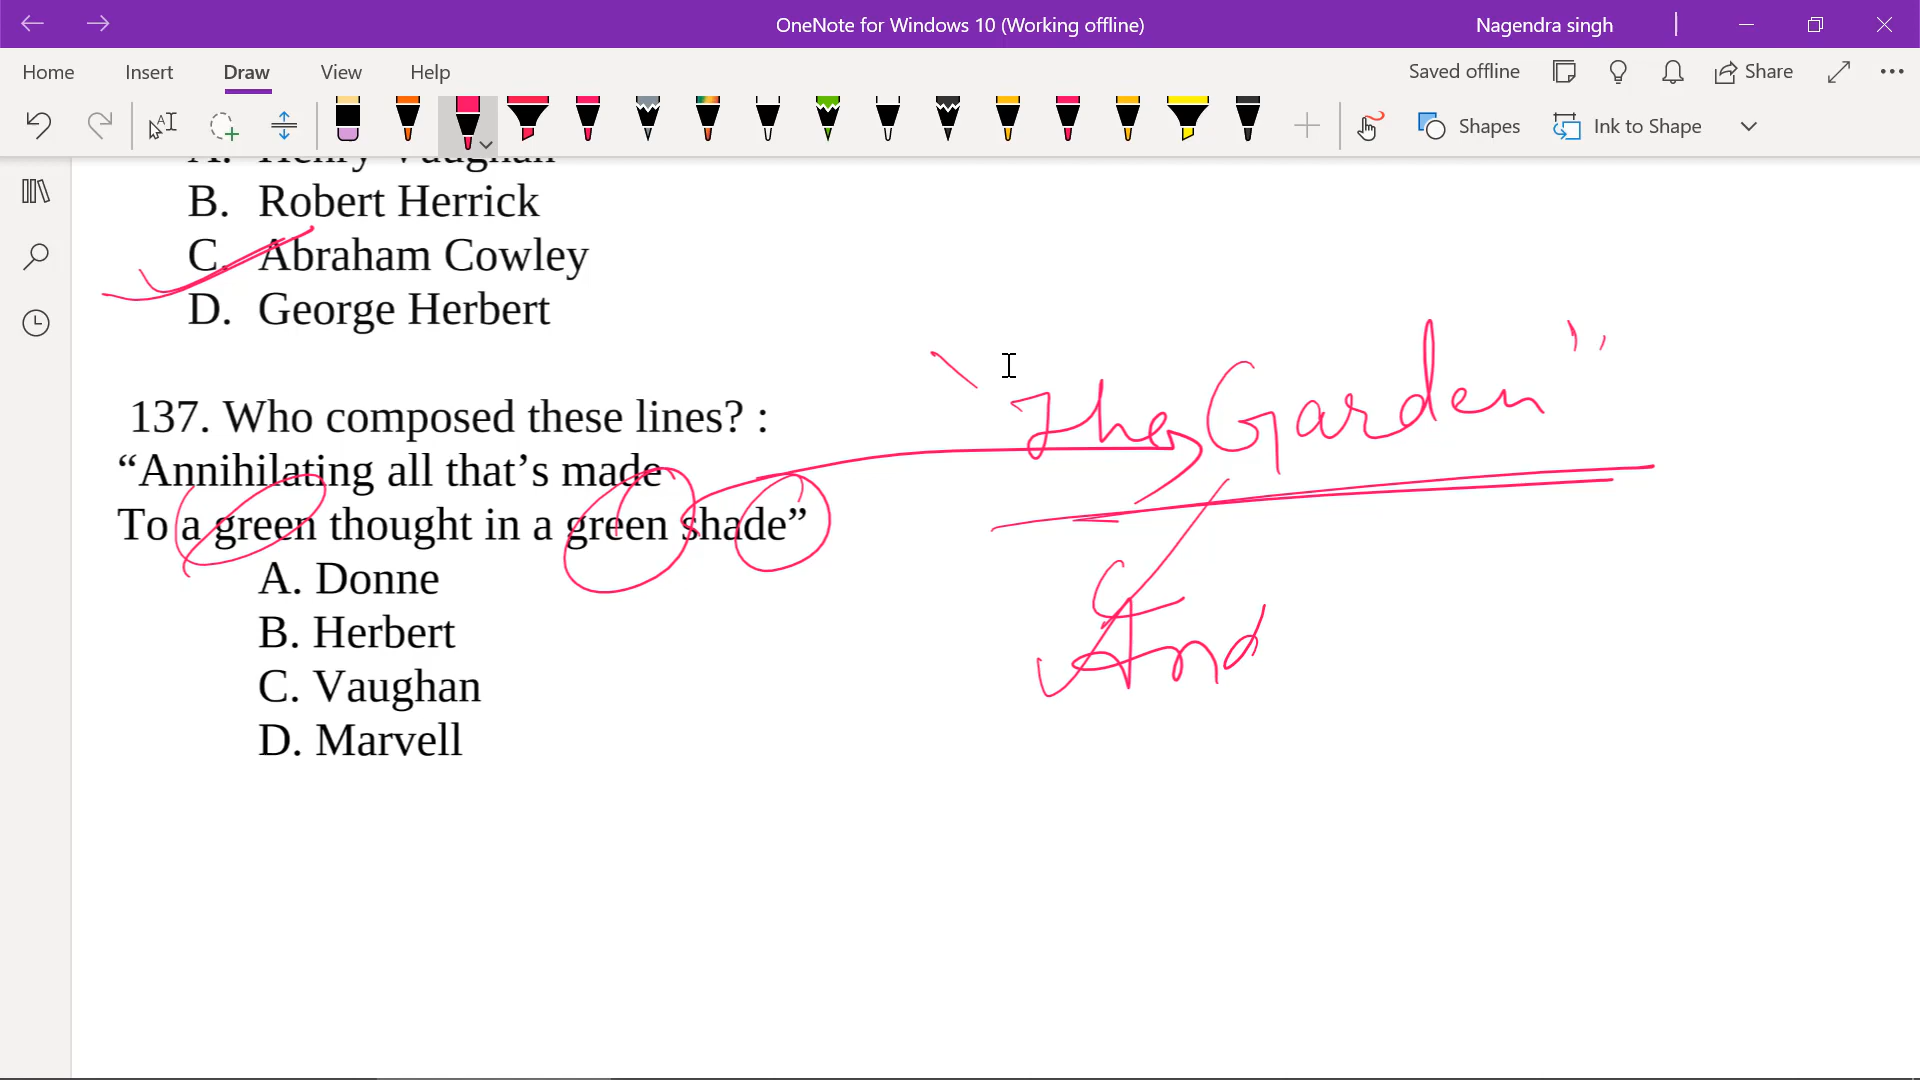 OneNote for Windows 10 (Working offline)
Nagendra singh
Home Insert Draw View Help
Saved offline
Share
Shapes
Ink to Shape
A. Henry Vaughan
B. Robert Herrick
C. Abraham Cowley
D. George Herbert
"The Garden"
137. Who composed these lines? :
“Annihilating all that’s made
To a green thought in a green shade”
A. Donne
B. Herbert
And
C. Vaughan
D. Marvell